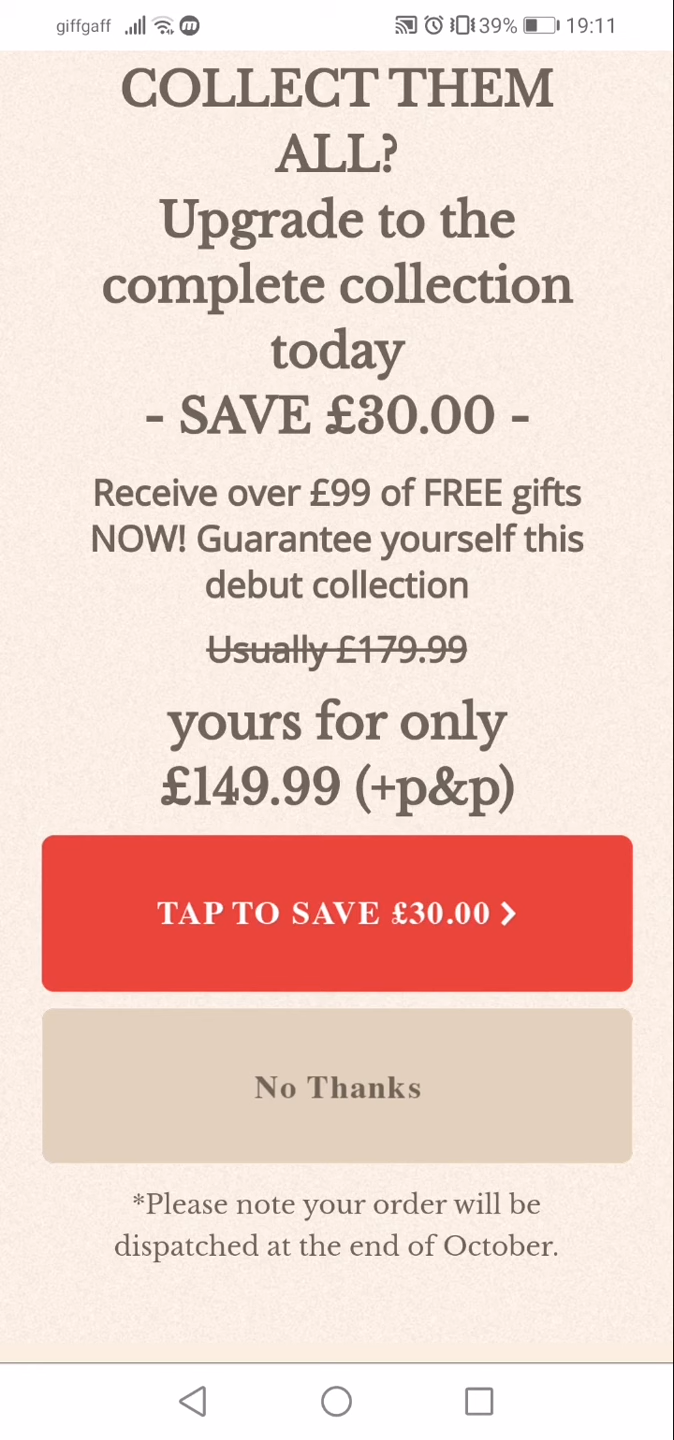 giffgaff 39% 19:11
COLLECT THEM
ALL?
Upgrade to the
complete collection
today
- SAVE £30.00 -
Receive over £99 of FREE gifts
NOW! Guarantee yourself this
debut collection
Usually £179.99
yours for only
£149.99 (+p&p)
TAP TO SAVE £30.00 >
No Thanks
*Please note your order will be
dispatched at the end of October.